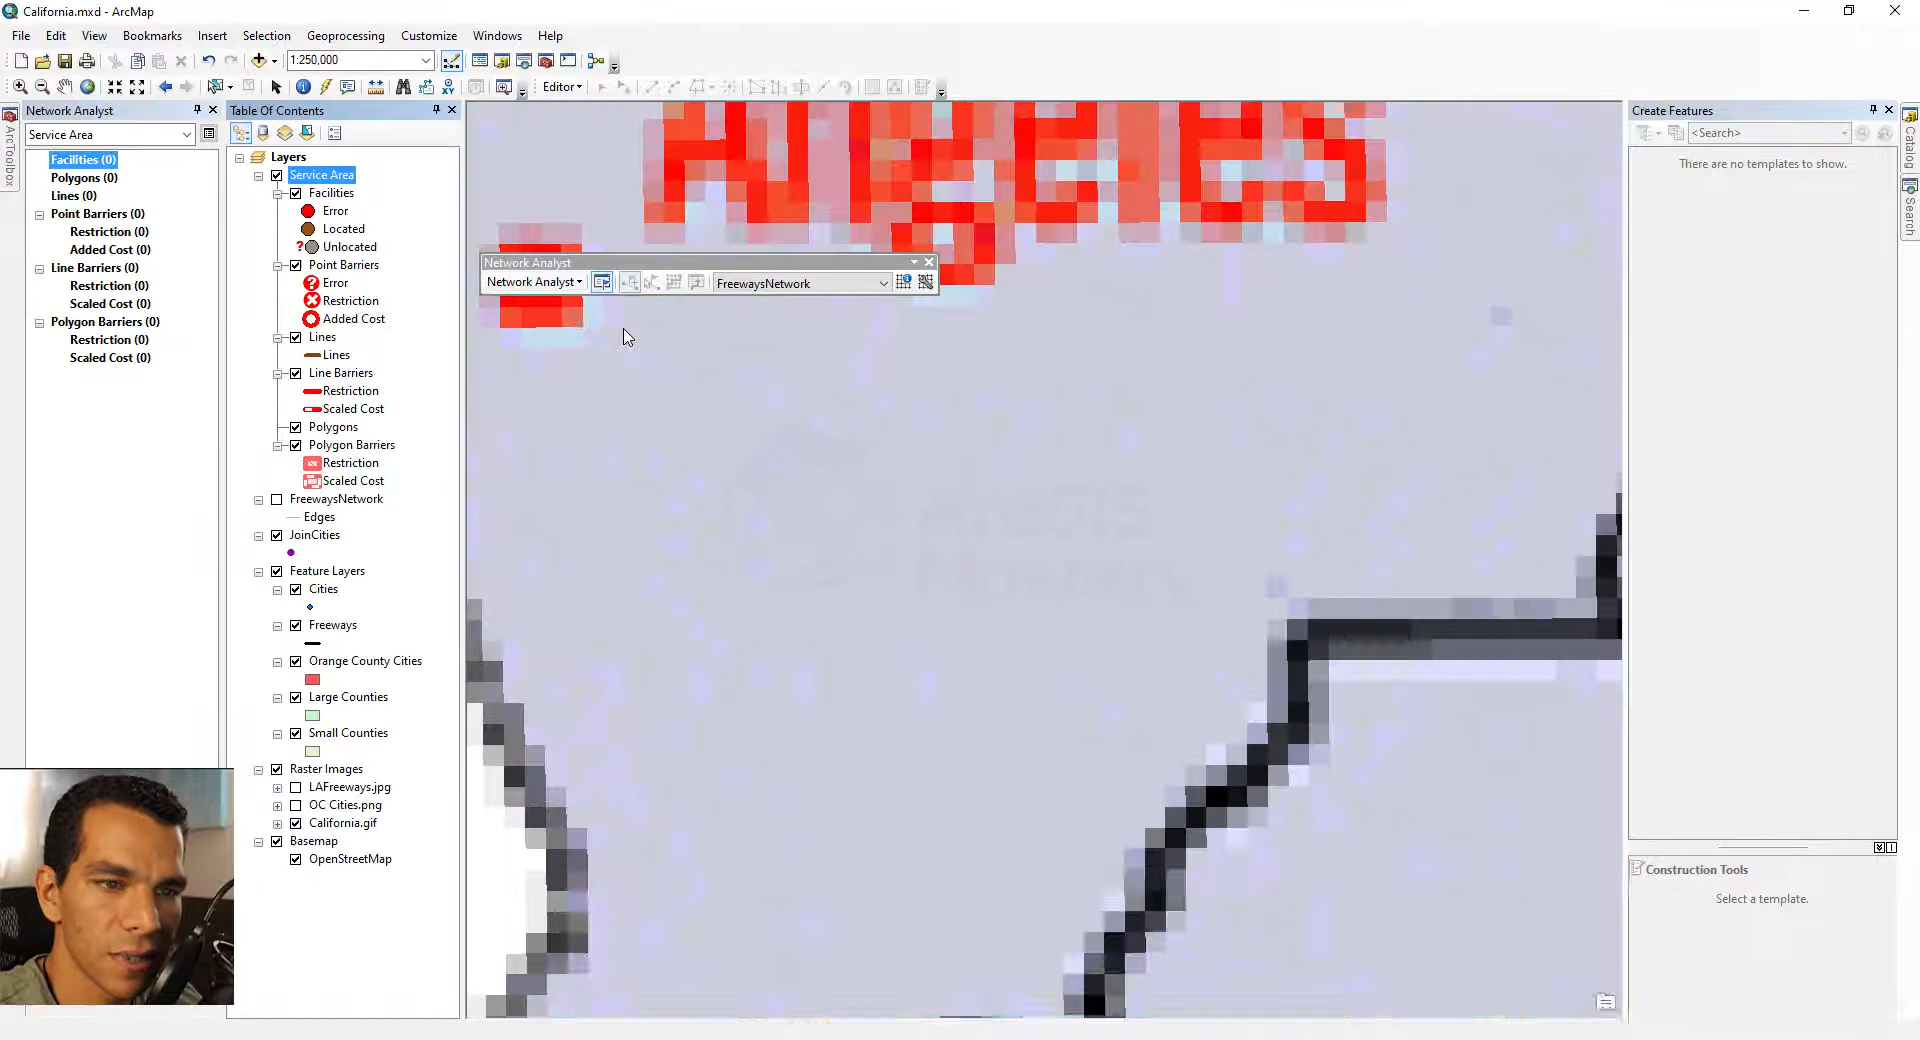 California.mxd - ArcMap
File Edit View Bookmarks Insert Selection Geoprocessing Customize Windows Help
1:250,000
Editor
Network Analyst
Service Area
Facilities (0)
Polygons (0)
Lines (0)
Point Barriers (0)
Restriction (0)
Added Cost (0)
Line Barriers (0)
Restriction (0)
Scaled Cost (0)
Polygon Barriers (0)
Restriction (0)
Scaled Cost (0)
ArcToolbox
Table Of Contents
Layers
Service Area
Facilities
Error
Located
? Unlocated
Point Barriers
Error
Restriction
Added Cost
Lines
Lines
Line Barriers
Restriction
Scaled Cost
Polygons
Polygon Barriers
Restriction
Scaled Cost
FreewaysNetwork
Edges
JoinCities
Feature Layers
Cities
Freeways
Orange County Cities
Large Counties
Small Counties
Raster Images
LAFreeways.jpg
OC Cities.png
California.gif
Basemap
OpenStreetMap
Angeles
Network Analyst
Network Analyst
FreewaysNetwork
Create Features
<Search>
There are no templates to show.
Construction Tools
Select a template.
Catalog
Search